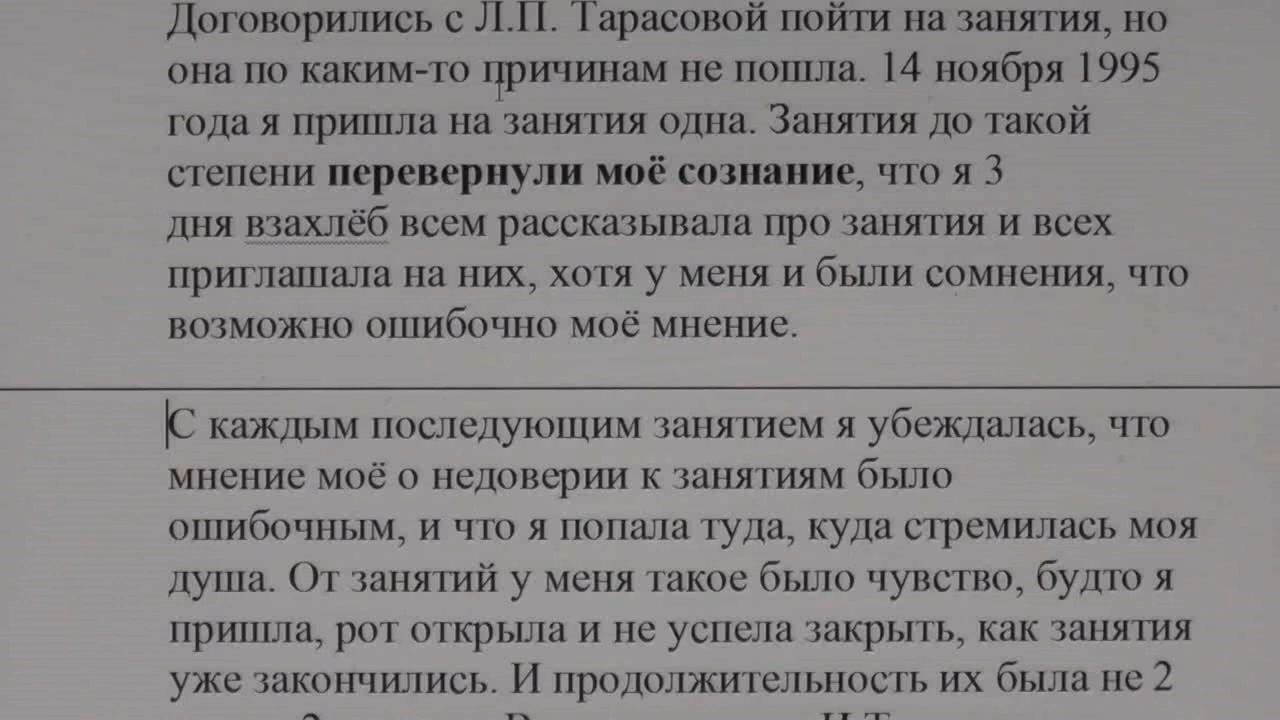 Договорились с Л.П. Тарасовой пойти на занятия, но
она по каким-то причинам не пошла. 14 ноября 1995
года я пришла на занятия одна. Занятия до такой
степени перевернули моё сознание, что я 3
дня взахлёб всем рассказывала про занятия и всех
приглашала на них, хотя у меня и были сомнения, что
возможно ошибочно моё мнение.
С каждым последующим занятием я убеждалась, что
мнение моё о недоверии к занятиям было
ошибочным, и что я попала туда, куда стремилась моя
душа. От занятий у меня такое было чувство, будто я
пришла, рот открыла и не успела закрыть, как занятия
уже закончились. И продолжительность их была не 2